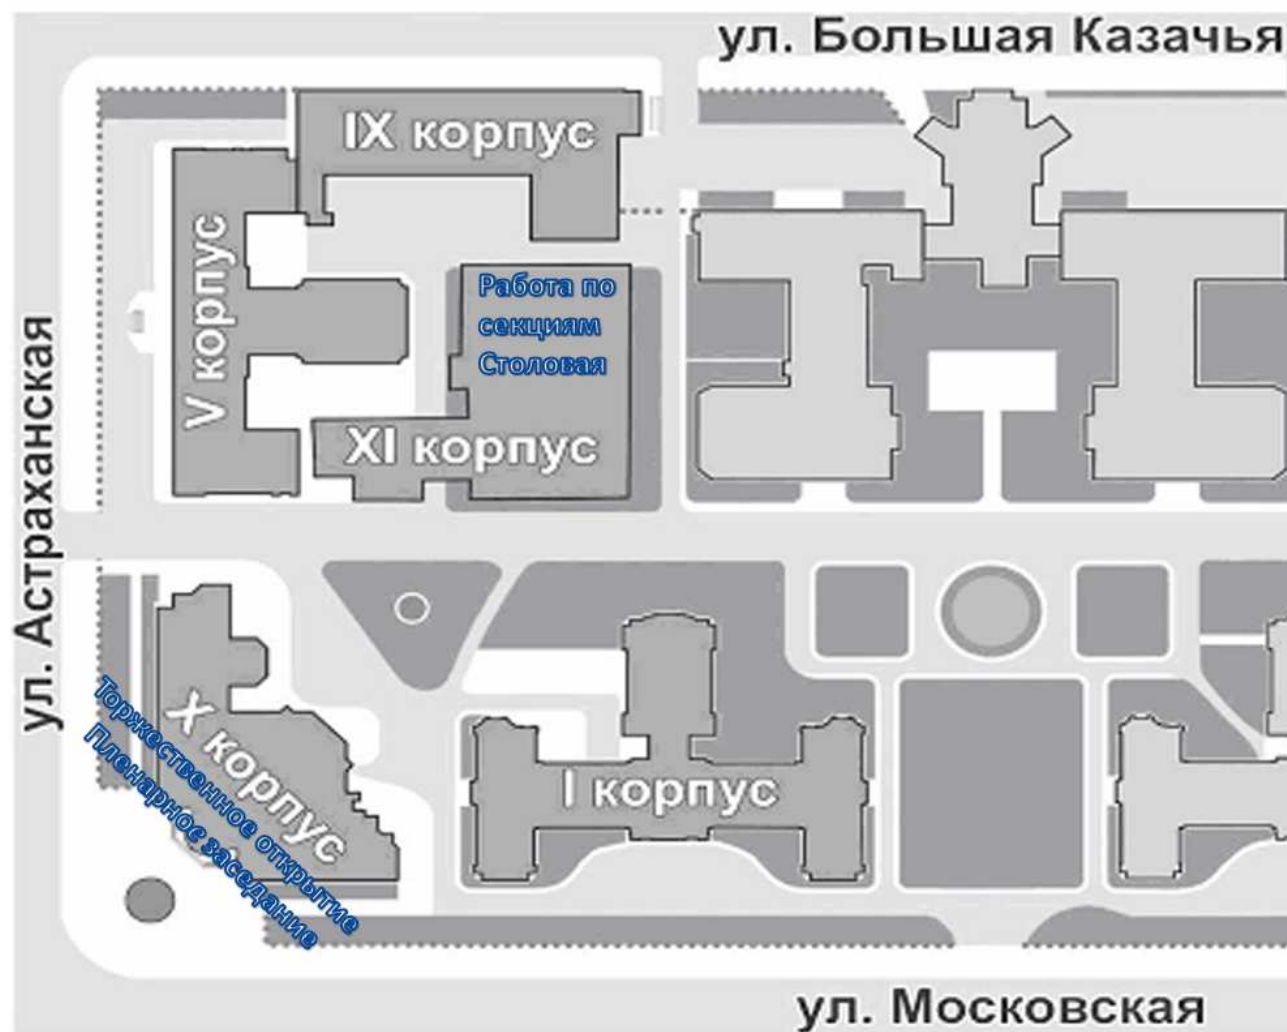 ул. Большая Казачья
IX корпус
V корпус
Работа по
секциям
Столовая
XI корпус
ул. Астраханская
X корпус
Торжественное открытие
Пленарное заседание
I корпус
ул. Московская